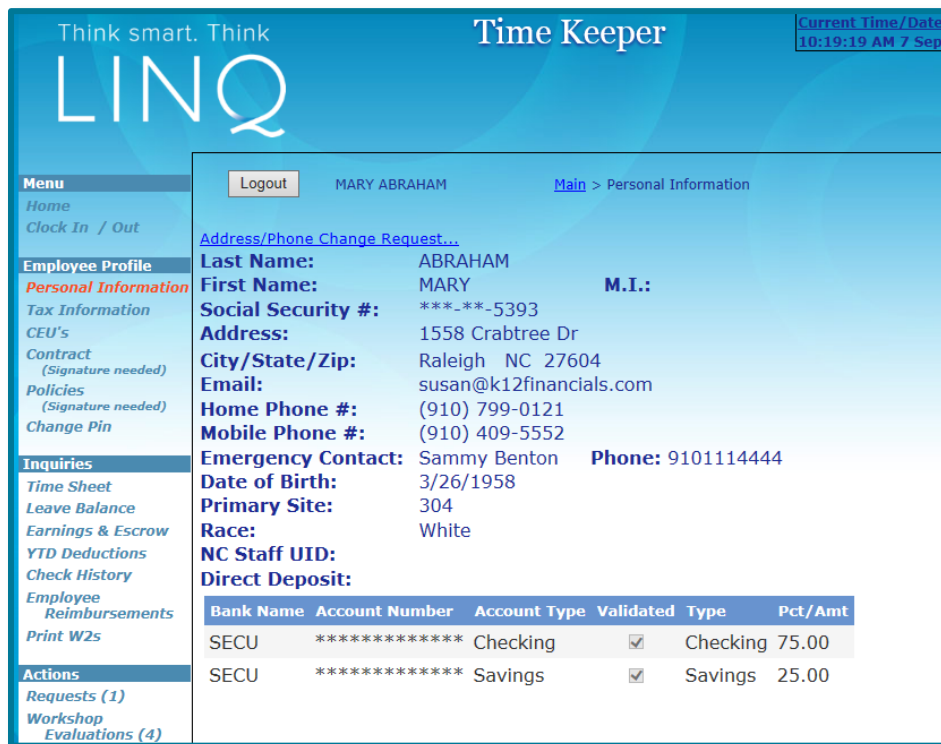 Think smart. Think
LINQ
Time Keeper
Current Time/Date
10:19:19 AM 7 Sep
Menu
Home
Clock In / Out
Employee Profile
Personal Information
Tax Information
CEU's
Contract
(Signature needed)
Policies
(Signature needed)
Change Pin
Inquiries
Time Sheet
Leave Balance
Earnings & Escrow
YTD Deductions
Check History
Employee
Reimbursements
Print W2s
Actions
Requests (1)
Workshop
Evaluations (4)
Logout MARY ABRAHAM Main > Personal Information
Address/Phone Change Request...
Last Name: ABRAHAM
First Name: MARY M.I.:
Social Security #: ***-**-5393
Address: 1558 Crabtree Dr
City/State/Zip: Raleigh NC 27604
Email: susan@k12financials.com
Home Phone #: (910) 799-0121
Mobile Phone #: (910) 409-5552
Emergency Contact: Sammy Benton Phone: 9101114444
Date of Birth: 3/26/1958
Primary Site: 304
Race: White
NC Staff UID:
Direct Deposit:
Bank Name Account Number Account Type Validated Type Pct/Amt
SECU ************* Checking Checking 75.00
SECU ************* Savings Savings 25.00